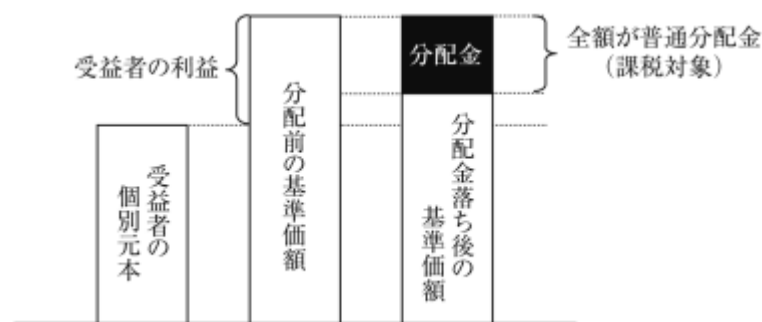 受益者の利益
分配金
全額が普通分配金
（課税対象）
受益者の
個別元本
分配前の基準価額
分配金落ち後の
基準価額